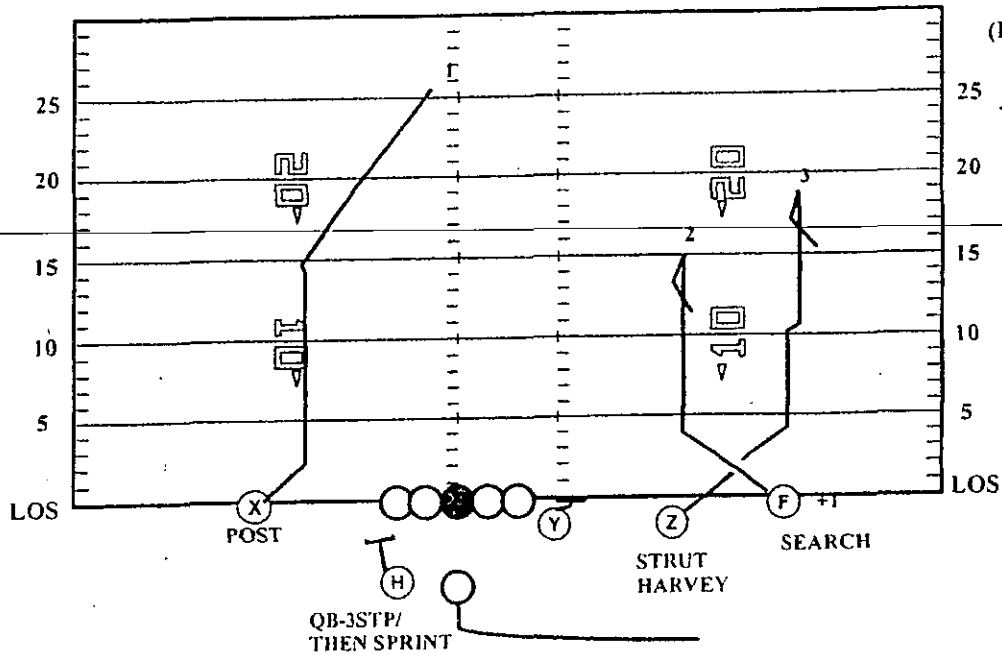 (I
25
25
1
20
20
20
20
3
2
15
15
10
10
10
10
5
5
LOS
X
Y
Z
F
+1
LOS
POST
STRUT
HARVEY
SEARCH
H
QB-3STP/
THEN SPRINT